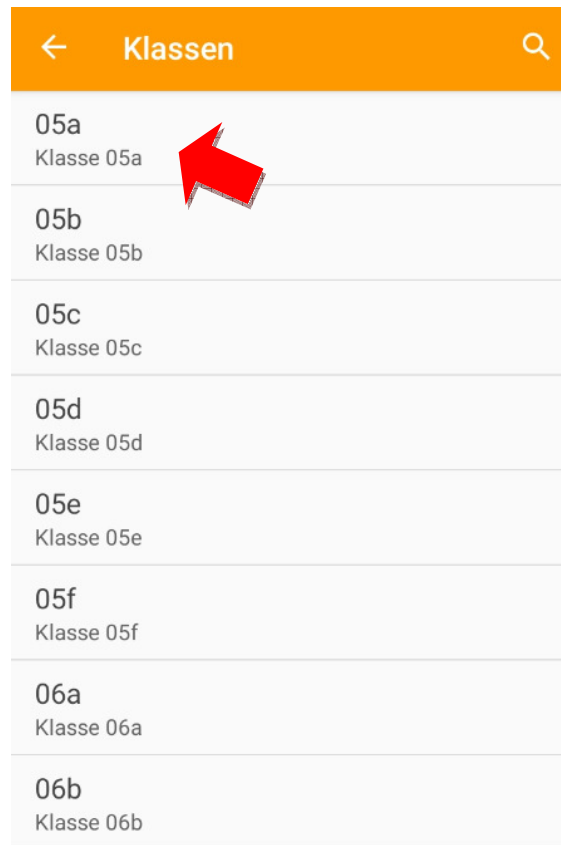 Klassen
05a
Klasse 05a
05b
Klasse 05b
05c
Klasse 05c
05d
Klasse 05d
05e
Klasse 05e
05f
Klasse 05f
06a
Klasse 06a
06b
Klasse 06b